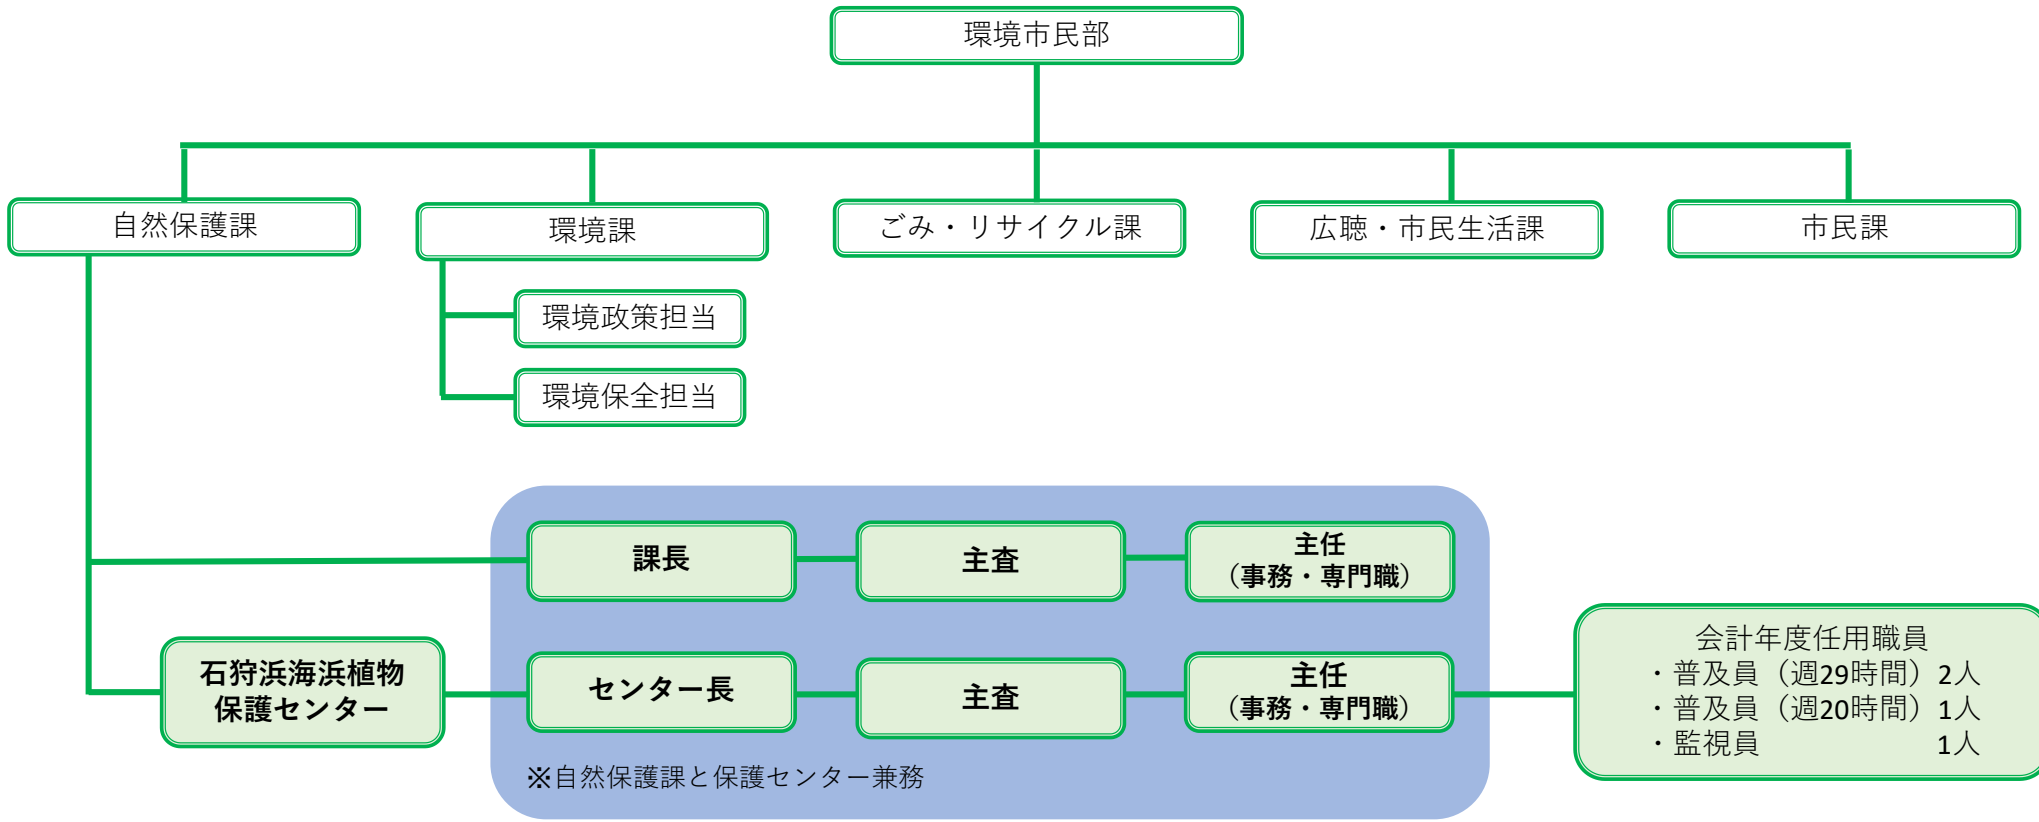 環境市民部
自然保護課
環境課
ごみ・リサイクル課
広聴・市民生活課
市民課
環境政策担当
環境保全担当
課長
主査
主任
（事務・専門職）
石狩浜海浜植物
保護センター
センター長
主査
主任
（事務・専門職）
※自然保護課と保護センター兼務
会計年度任用職員
・普及員（週29時間）2人
・普及員（週20時間）1人
・監視員　　　　　　1人